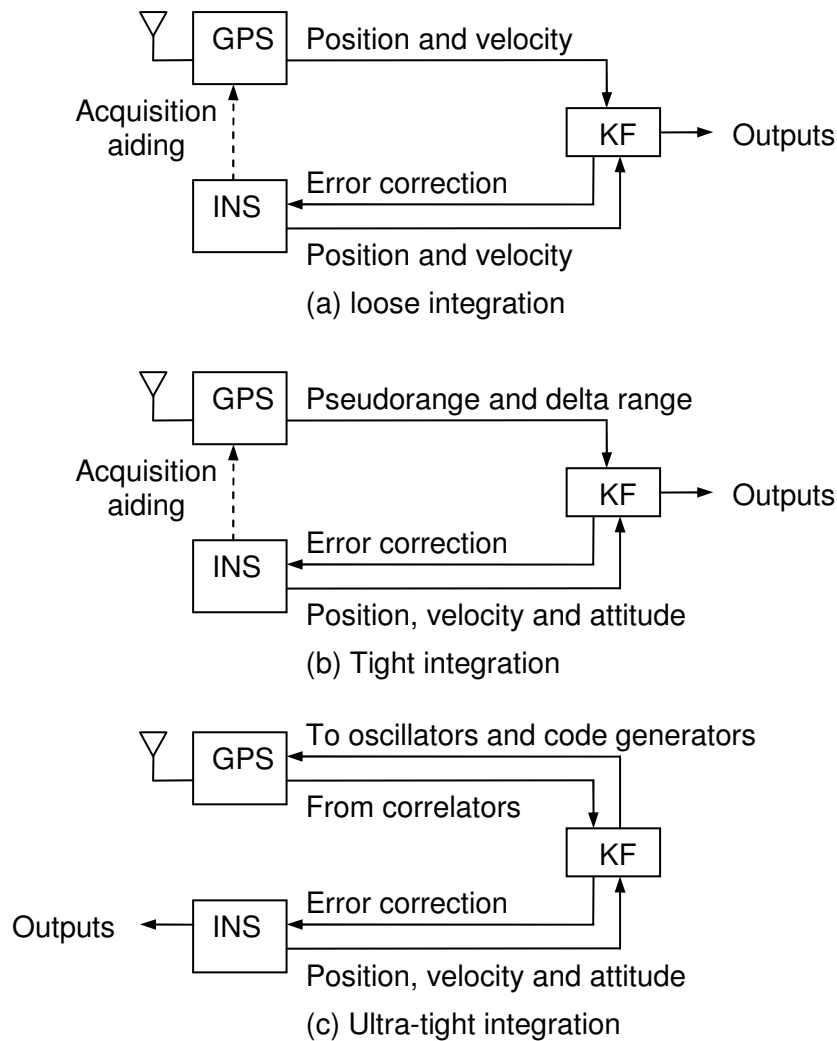 GPS
Position and velocity
Acquisition
aiding
KF
Outputs
Error correction
INS
Position and velocity
(a) loose integration
GPS
Pseudorange and delta range
Acquisition
aiding
KF
Outputs
Error correction
INS
Position, velocity and attitude
(b) Tight integration
To oscillators and code generators
GPS
From correlators
KF
Error correction
Outputs
INS
Position, velocity and attitude
(c) Ultra-tight integration